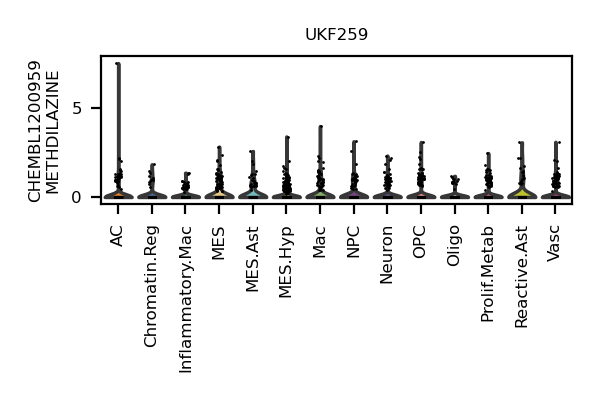 UKF259
CHEMBL1200959
METHDILAZINE
5
0
AC
Chromatin.Reg
Inflammatory.Mac
MES
MES.Ast
MES.Hyp
Mac
NPC
Neuron
OPC
Oligo
Prolif.Metab
Reactive.Ast
Vasc